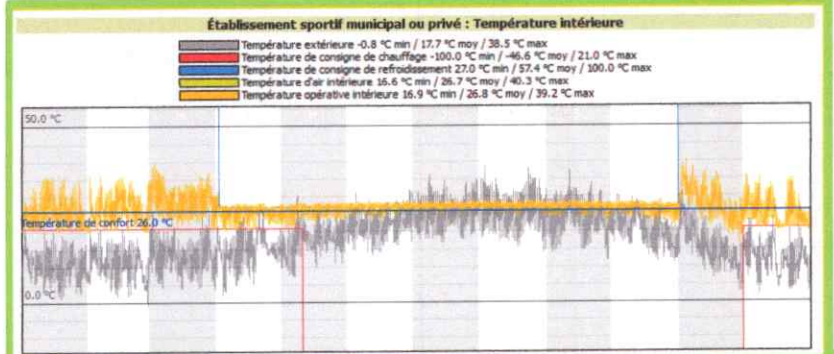 Établissement sportif municipal ou privé : Température intérieure
Température extérieure -0.8 °C min / 17.7 °C moy / 38.5 °C max
Température de consigne de chauffage -100.0 °C min / -46.6 °C moy / 21.0 °C max
Température de consigne de refroidissement 27.0 °C min / 57.4 °C moy / 100.0 °C max
Température d'air intérieure 16.6 °C min / 26.7 °C moy / 40.3 °C max
Température opérative intérieure 16.9 °C min / 26.8 °C moy / 39.2 °C max
50.0 °C
Température de confort 26.0 °C
0.0 °C